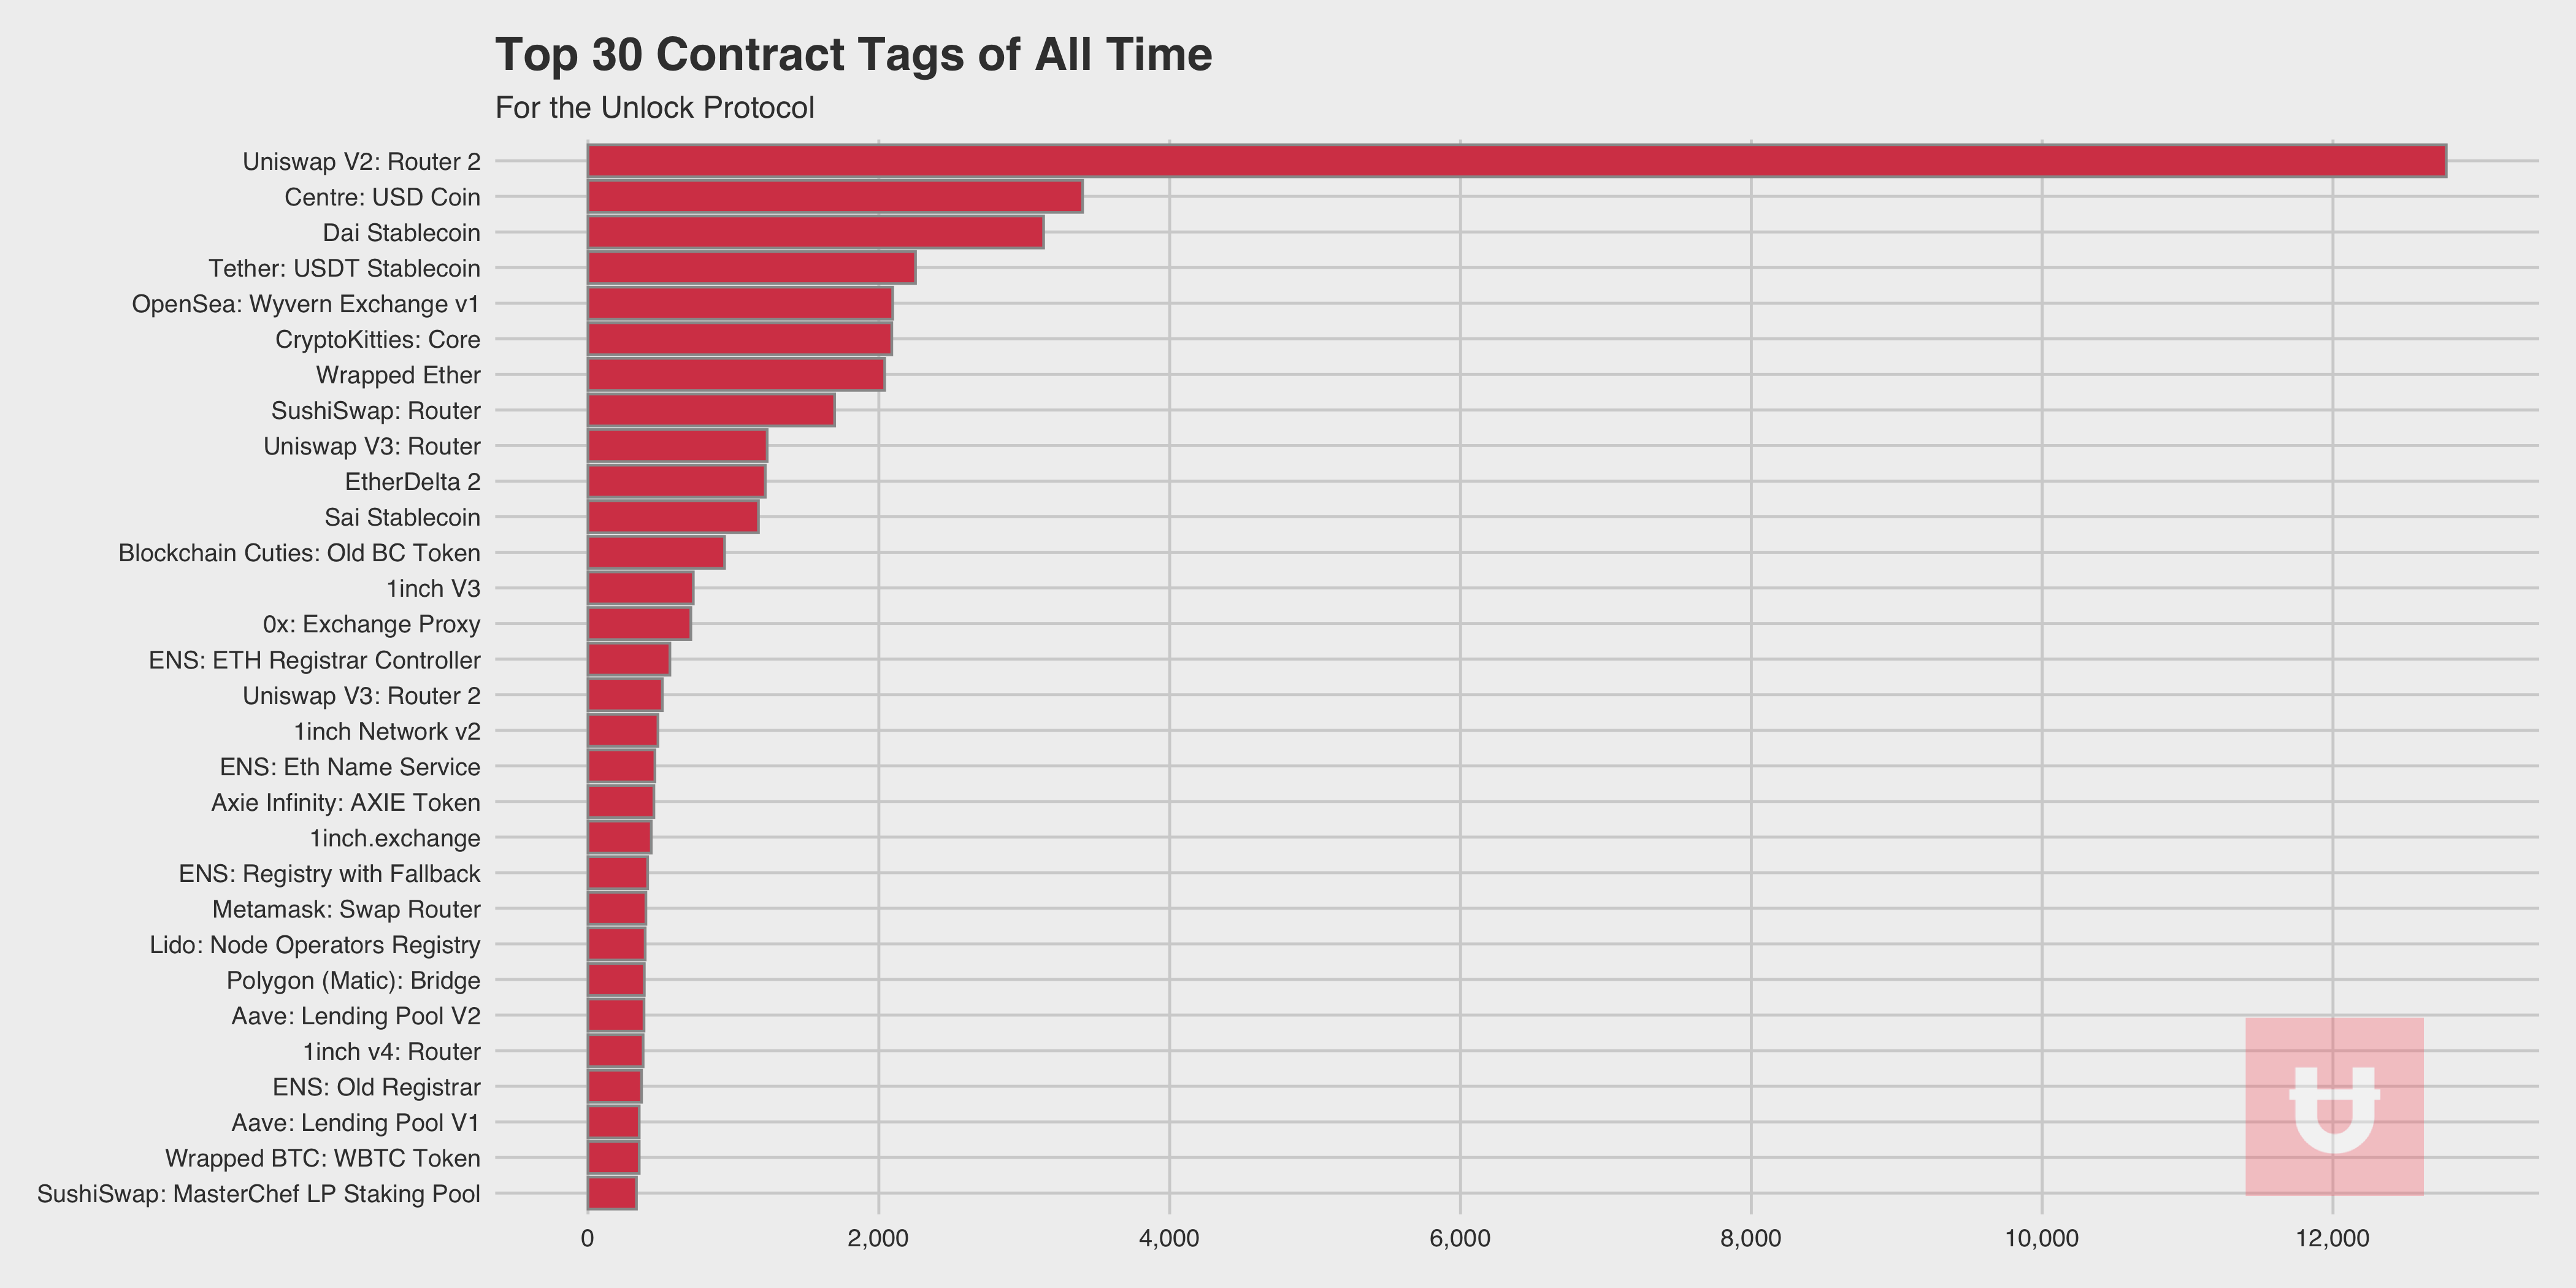 Top 30 Contract Tags of All Time
For the Unlock Protocol
Uniswap V2: Router 2
Centre: USD Coin
Dai Stablecoin
Tether: USDT Stablecoin
OpenSea: Wyvern Exchange v1
CryptoKitties: Core
Wrapped Ether
SushiSwap: Router
Uniswap V3: Router
EtherDelta 2
Sai Stablecoin
Blockchain Cuties: Old BC Token
1inch V3
0x: Exchange Proxy
ENS: ETH Registrar Controller
Uniswap V3: Router 2
1inch Network v2
ENS: Eth Name Service
Axie Infinity: AXIE Token
1inch.exchange
ENS: Registry with Fallback
Metamask: Swap Router
Lido: Node Operators Registry
Polygon (Matic): Bridge
Aave: Lending Pool V2
1inch v4: Router
ENS: Old Registrar
Aave: Lending Pool V1
Wrapped BTC: WBTC Token
SushiSwap: MasterChef LP Staking Pool
0 2,000 4,000 6,000 8,000 10,000 12,000